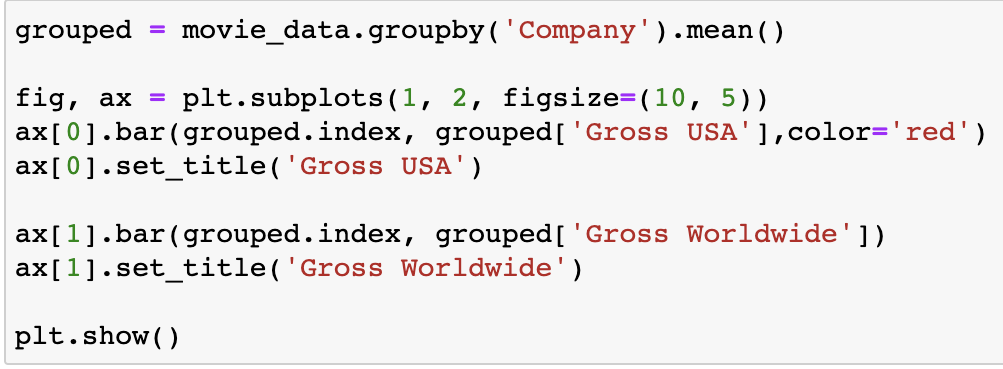 grouped = movie_data.groupby('Company').mean()
fig, ax = plt.subplots(1, 2, figsize=(10, 5))
ax[0].bar(grouped.index, grouped['Gross USA'],color='red')
ax[0].set_title('Gross USA')
ax[1].bar(grouped.index, grouped['Gross Worldwide'])
ax[1].set_title('Gross Worldwide')
plt.show()